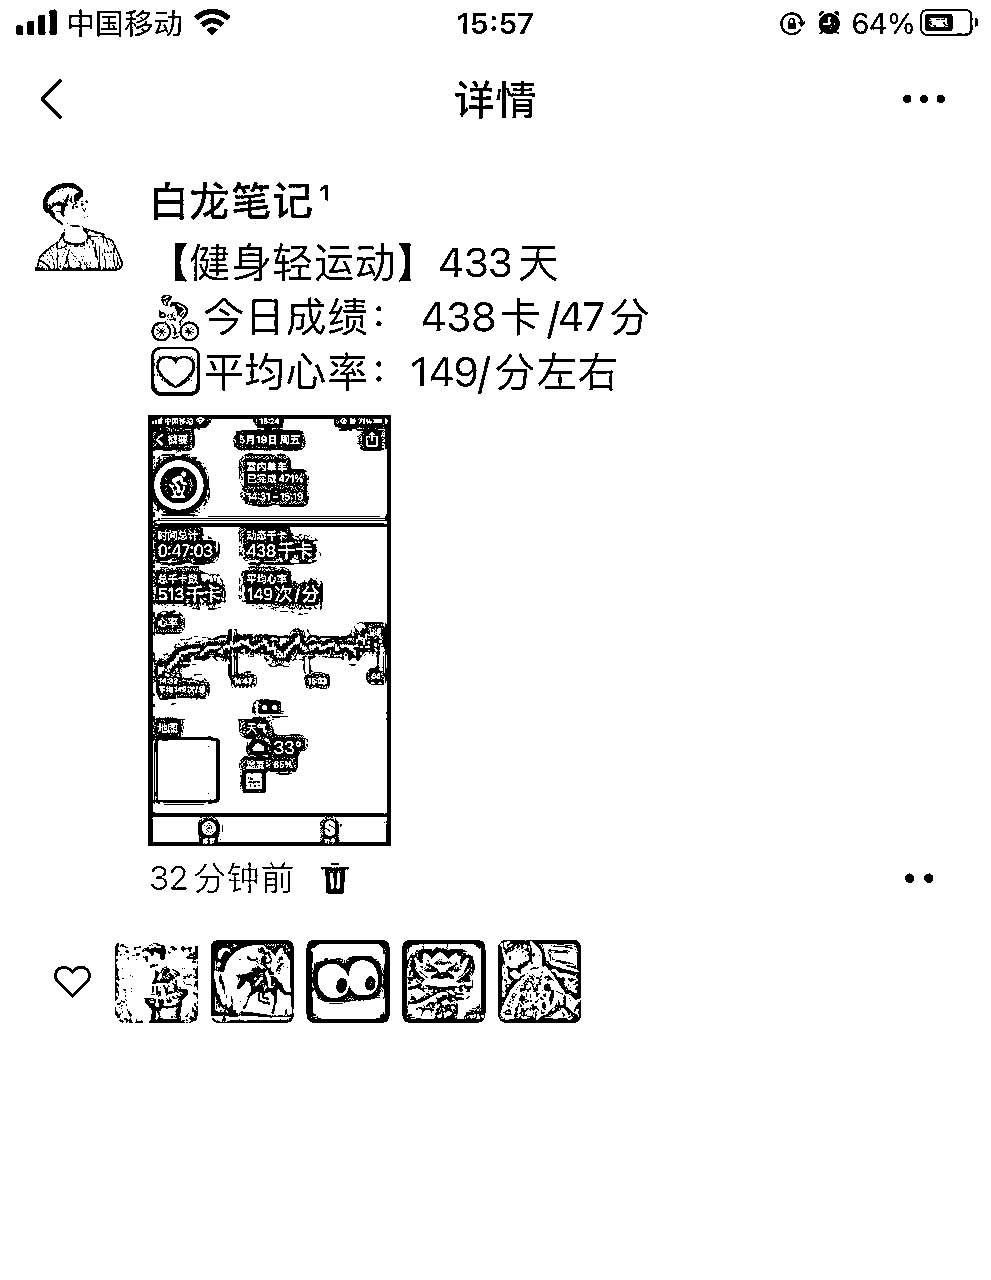 中国移动 15:57 64%
详情
白龙笔记¹
【健身轻运动】433天
今日成绩： 438卡/47分
平均心率：149/分左右
15:24
5月19日 周五
室内单车
已完成 471%
14:31 – 15:19
时间总计 动态千卡
0:47:03 438千卡
总千卡数 平均心率
513千卡 149次/分
心率
地图 天气
33°
32分钟前